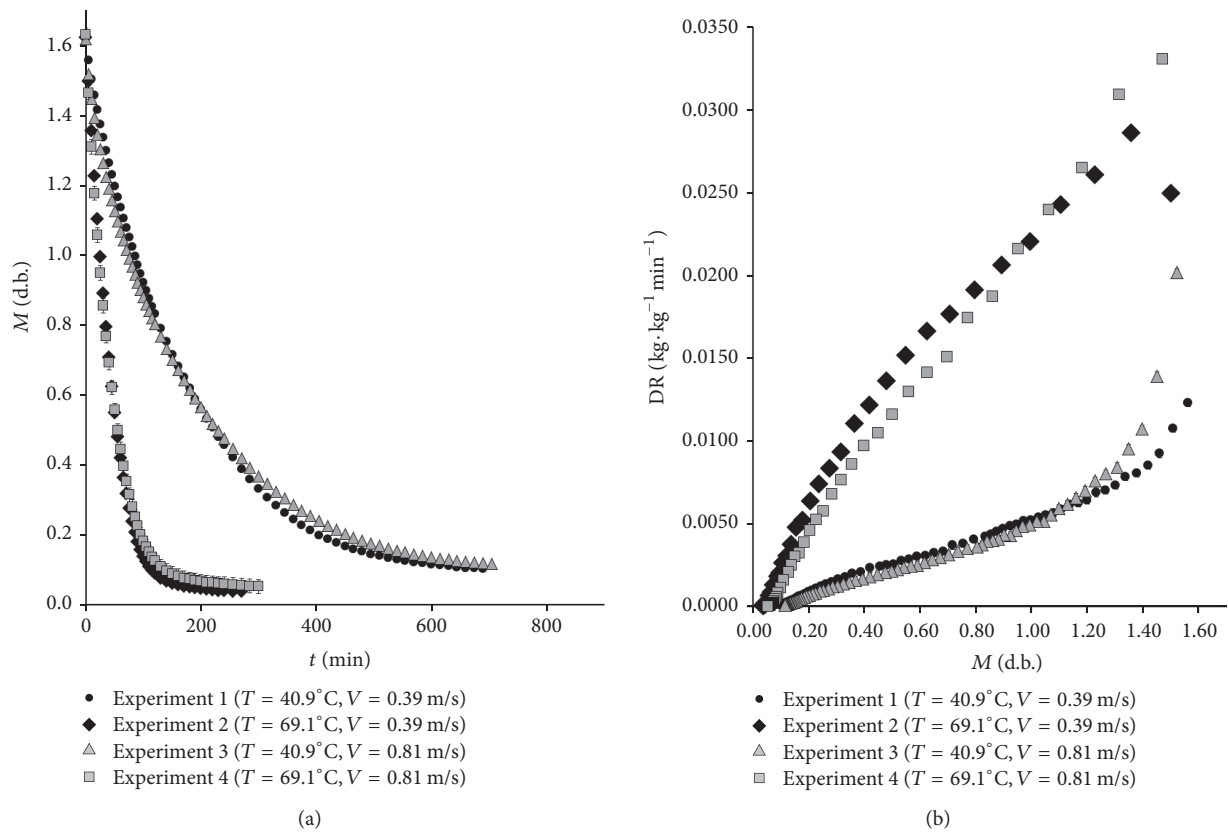 1.6
1.4
1.2
1.0
0.8
0.6
0.4
0.2
0.0
M (d.b.)
0 200 400 600 800
t (min)
Experiment 1 (T = 40.9°C, V = 0.39 m/s)
Experiment 2 (T = 69.1°C, V = 0.39 m/s)
Experiment 3 (T = 40.9°C, V = 0.81 m/s)
Experiment 4 (T = 69.1°C, V = 0.81 m/s)
(a)
0.0350
0.0300
0.0250
0.0200
0.0150
0.0100
0.0050
0.0000
DR (kg·kg⁻¹ min⁻¹)
0.00 0.20 0.40 0.60 0.80 1.00 1.20 1.40 1.60
M (d.b.)
Experiment 1 (T = 40.9°C, V = 0.39 m/s)
Experiment 2 (T = 69.1°C, V = 0.39 m/s)
Experiment 3 (T = 40.9°C, V = 0.81 m/s)
Experiment 4 (T = 69.1°C, V = 0.81 m/s)
(b)